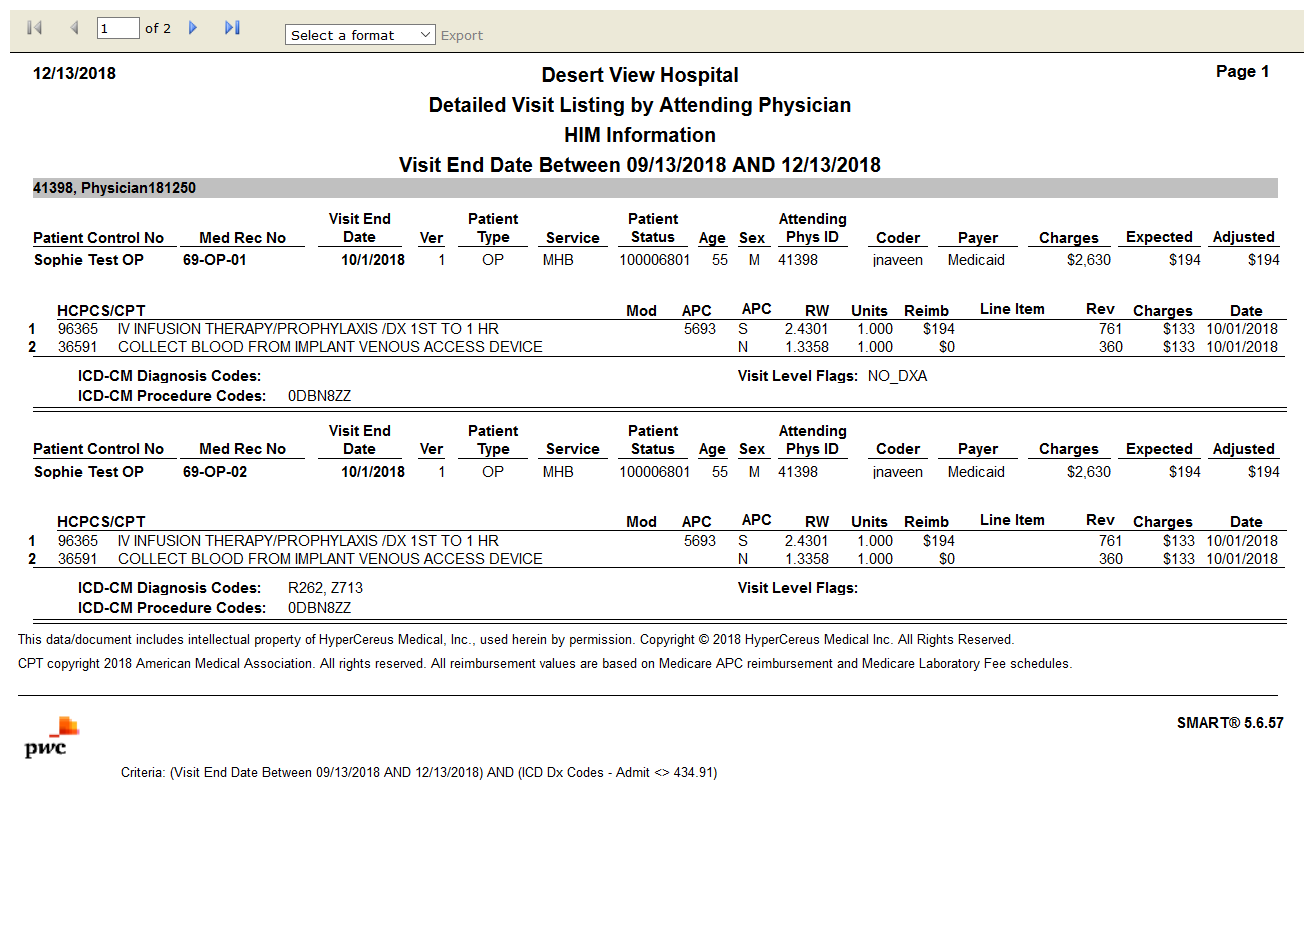 1 of 2 Select a format Export
12/13/2018 Desert View Hospital Page 1
Detailed Visit Listing by Attending Physician
HIM Information
Visit End Date Between 09/13/2018 AND 12/13/2018
41398, Physician181250
Visit End Patient Patient Attending
Patient Control No Med Rec No Date Ver Type Service Status Age Sex Phys ID Coder Payer Charges Expected Adjusted
Sophie Test OP 69-OP-01 10/1/2018 1 OP MHB 100006801 55 M 41398 jnaveen Medicaid $2,630 $194 $194
HCPCS/CPT Mod APC APC RW Units Reimb Line Item Rev Charges Date
1 96365 IV INFUSION THERAPY/PROPHYLAXIS /DX 1ST TO 1 HR 5693 S 2.4301 1.000 $194 761 $133 10/01/2018
2 36591 COLLECT BLOOD FROM IMPLANT VENOUS ACCESS DEVICE N 1.3358 1.000 $0 360 $133 10/01/2018
ICD-CM Diagnosis Codes: Visit Level Flags: NO_DXA
ICD-CM Procedure Codes: 0DBN8ZZ
Visit End Patient Patient Attending
Patient Control No Med Rec No Date Ver Type Service Status Age Sex Phys ID Coder Payer Charges Expected Adjusted
Sophie Test OP 69-OP-02 10/1/2018 1 OP MHB 100006801 55 M 41398 jnaveen Medicaid $2,630 $194 $194
HCPCS/CPT Mod APC APC RW Units Reimb Line Item Rev Charges Date
1 96365 IV INFUSION THERAPY/PROPHYLAXIS /DX 1ST TO 1 HR 5693 S 2.4301 1.000 $194 761 $133 10/01/2018
2 36591 COLLECT BLOOD FROM IMPLANT VENOUS ACCESS DEVICE N 1.3358 1.000 $0 360 $133 10/01/2018
ICD-CM Diagnosis Codes: R262, Z713 Visit Level Flags:
ICD-CM Procedure Codes: 0DBN8ZZ
This data/document includes intellectual property of HyperCereus Medical, Inc., used herein by permission. Copyright © 2018 HyperCereus Medical Inc. All Rights Reserved.
CPT copyright 2018 American Medical Association. All rights reserved. All reimbursement values are based on Medicare APC reimbursement and Medicare Laboratory Fee schedules.
SMART® 5.6.57
pwc
Criteria: (Visit End Date Between 09/13/2018 AND 12/13/2018) AND (ICD Dx Codes - Admit <> 434.91)